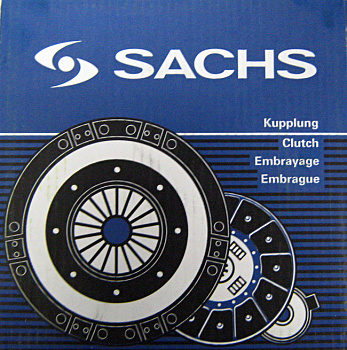 SACHS
Kupplung
Clutch
Embrayage
Embrague